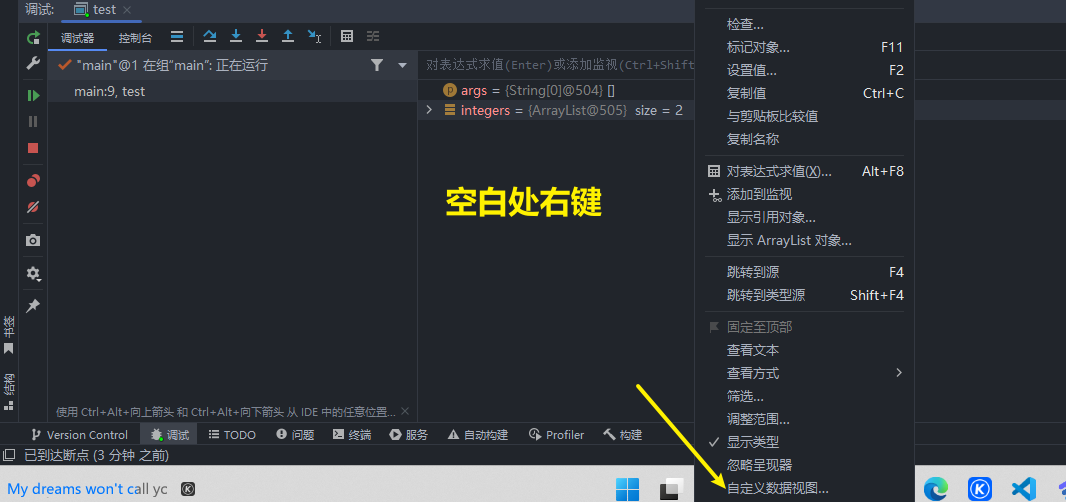 调试:
test
调试器
控制台
"main"@1 在组"main": 正在运行
main:9, test
对表达式求值(Enter)或添加监视(Ctrl+Shift
args = {String[0]@504} []
integers = {ArrayList@505} size = 2
空白处右键
检查...
标记对象... F11
设置值... F2
复制值 Ctrl+C
与剪贴板比较值
复制名称
对表达式求值(X)... Alt+F8
添加到监视
显示引用对象...
显示 ArrayList 对象...
跳转到源 F4
跳转到类型源 Shift+F4
固定至顶部
查看文本
查看方式
筛选...
调整范围...
显示类型
忽略呈现器
自定义数据视图...
书签
结构
使用 Ctrl+Alt+向上箭头 和 Ctrl+Alt+向下箭头 从 IDE 中的任意位置...
Version Control
调试
TODO
问题
终端
服务
自动构建
Profiler
构建
已到达断点 (3 分钟 之前)
My dreams won't call yc